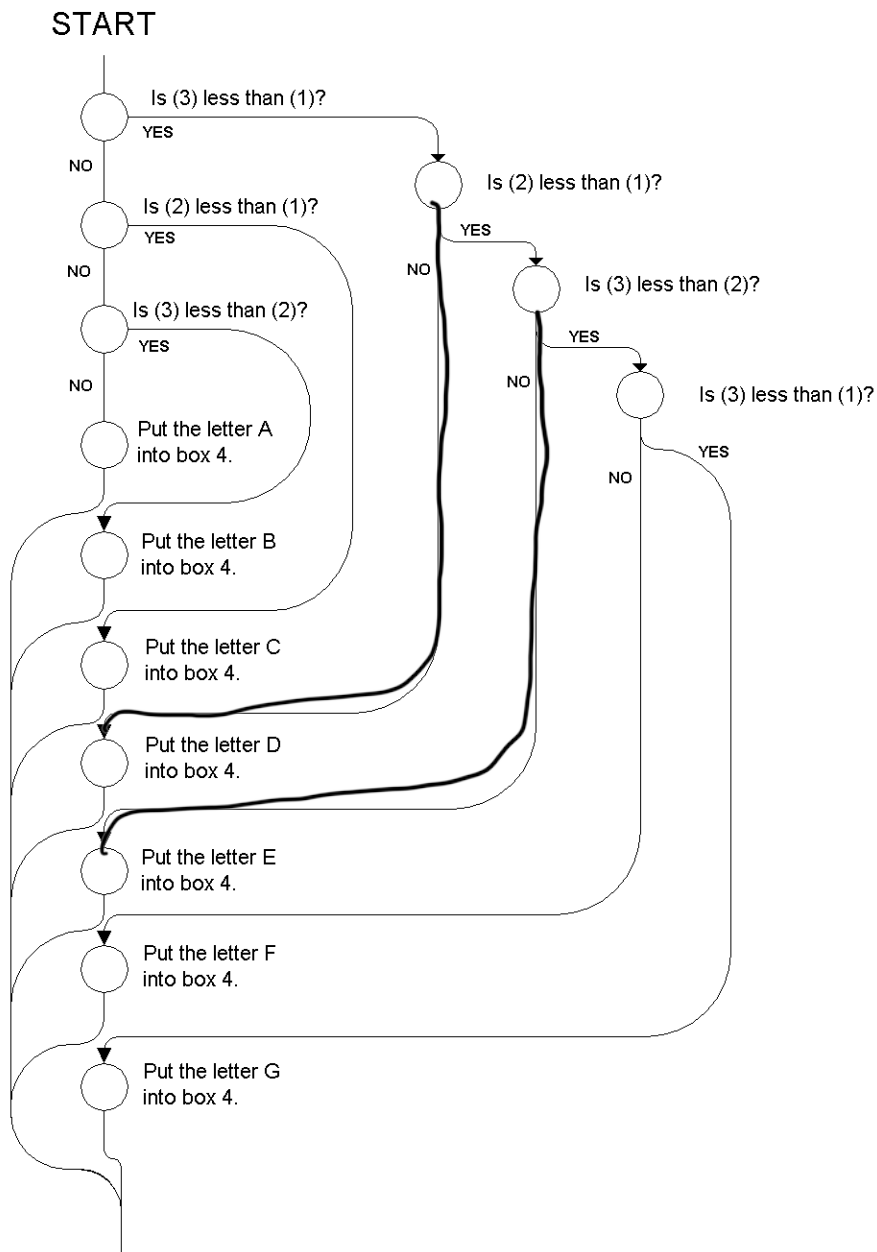 START
Is (3) less than (1)?
YES
NO
Is (2) less than (1)?
YES
NO
Is (3) less than (2)?
YES
NO
Put the letter A
into box 4.
Put the letter B
into box 4.
Put the letter C
into box 4.
Put the letter D
into box 4.
Put the letter E
into box 4.
Put the letter F
into box 4.
Put the letter G
into box 4.
Is (2) less than (1)?
YES
NO
Is (3) less than (2)?
YES
NO
Is (3) less than (1)?
YES
NO